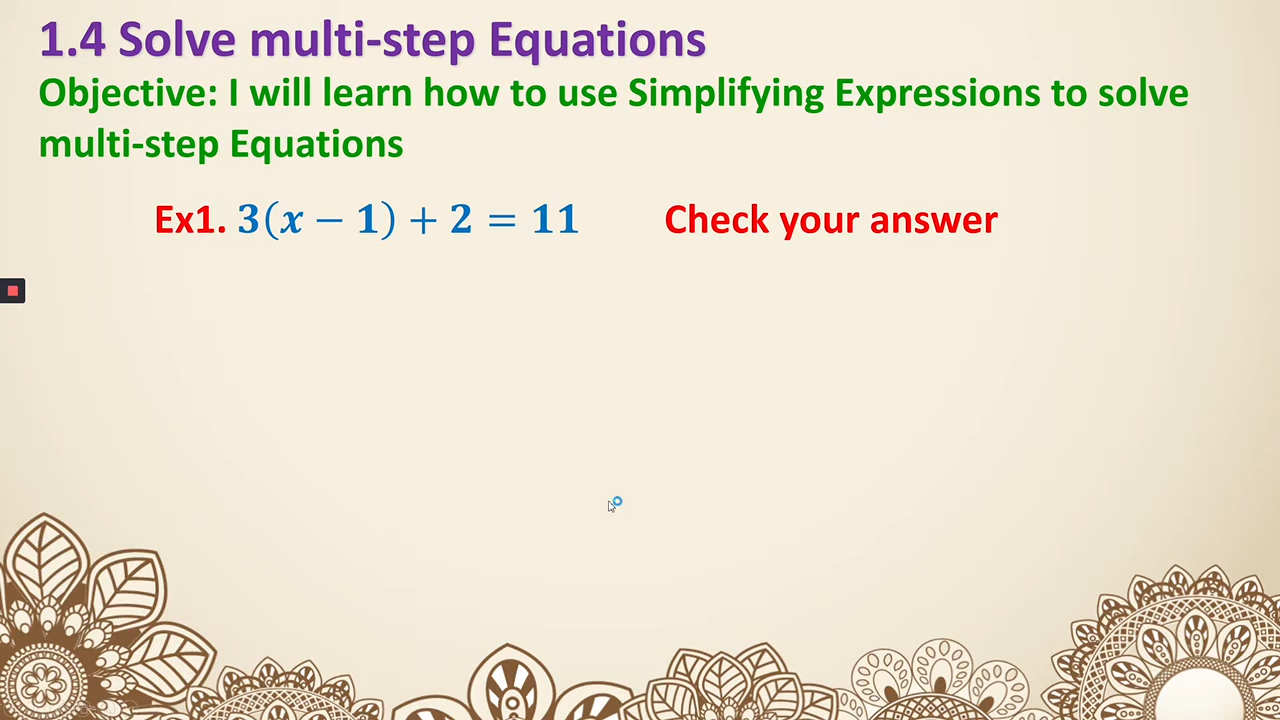 1.4 Solve multi-step Equations
Objective: I will learn how to use Simplifying Expressions to solve
multi-step Equations
Ex1. 3(x − 1) + 2 = 11 Check your answer